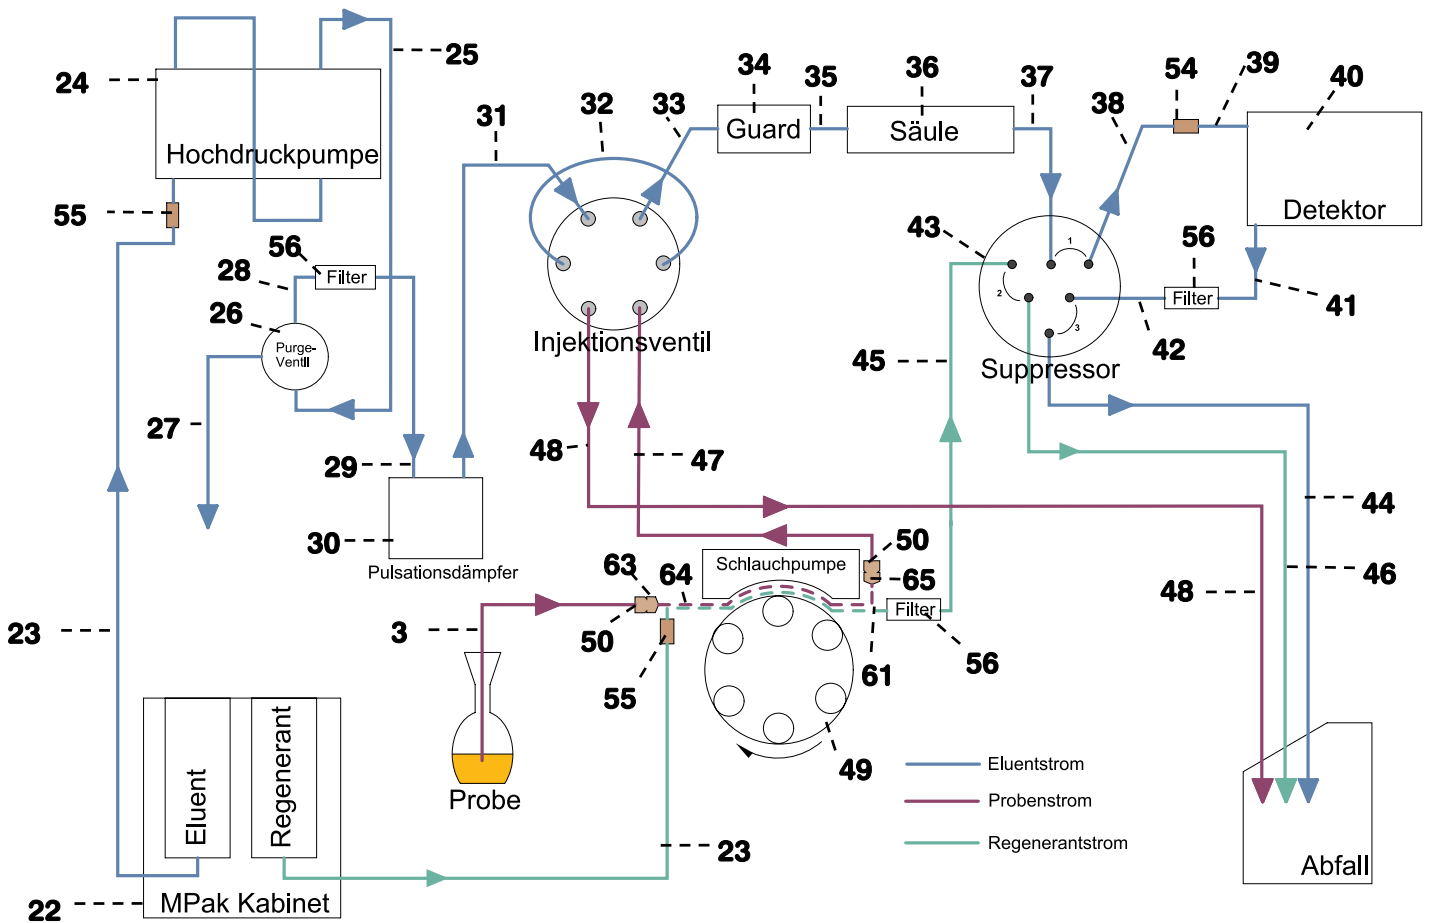 24
25
31
32
33
34
35
36
37
38
54
39
40
Guard
Säule
Hochdruckpumpe
55
56
Filter
28
26
Purge-
Ventil
27
29
30
Pulsationsdämpfer
Injektionsventil
43
1
2
3
Suppressor
Detektor
56
Filter
41
42
45
48
47
44
46
48
50
65
63
64
Schlauchpumpe
Filter
56
61
50
55
3
23
49
Probe
23
Eluent
Regenerant
MPak Kabinet
22
Eluentstrom
Probenstrom
Regenerantstrom
Abfall